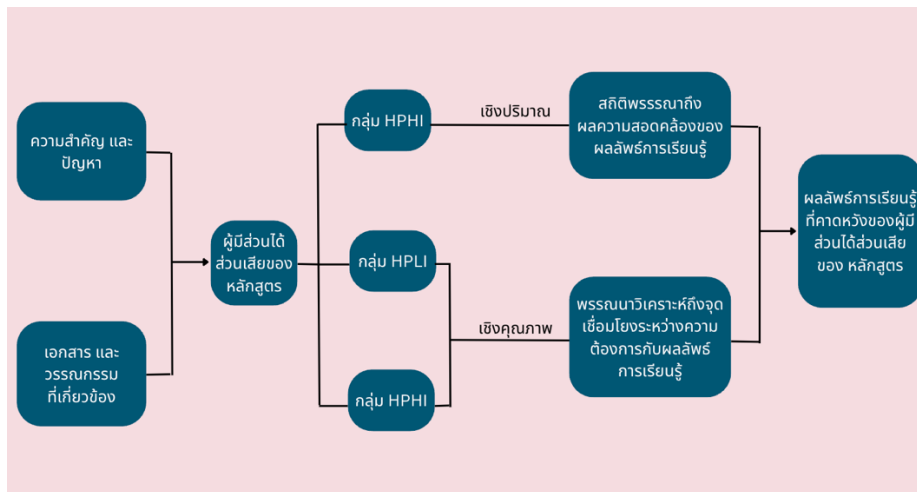 ความสำคัญ และ
ปัญหา
เอกสาร และ
วรรณกรรม
ที่เกี่ยวข้อง
ผู้มีส่วนได้
ส่วนเสียของ
หลักสูตร
กลุ่ม HPHI
กลุ่ม HPLI
กลุ่ม HPHI
เชิงปริมาณ
เชิงคุณภาพ
สถิติพรรรณาถึง
ผลความสอดคล้องของ
ผลลัพธ์การเรียนรู้
พรรณนาวิเคราะห์ถึงจุด
เชื่อมโยงระหว่างความ
ต้องการกับผลลัพธ์
การเรียนรู้
ผลลัพธ์การเรียนรู้
ที่คาดหวังของผู้มี
ส่วนได้ส่วนเสีย
ของ หลักสูตร